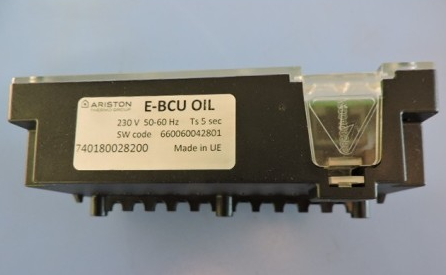 ARISTON
THERMO GROUP
E-BCU OIL
230 V 50-60 Hz Ts 5 sec
SW code 660060042801
740180028200 Made in UE